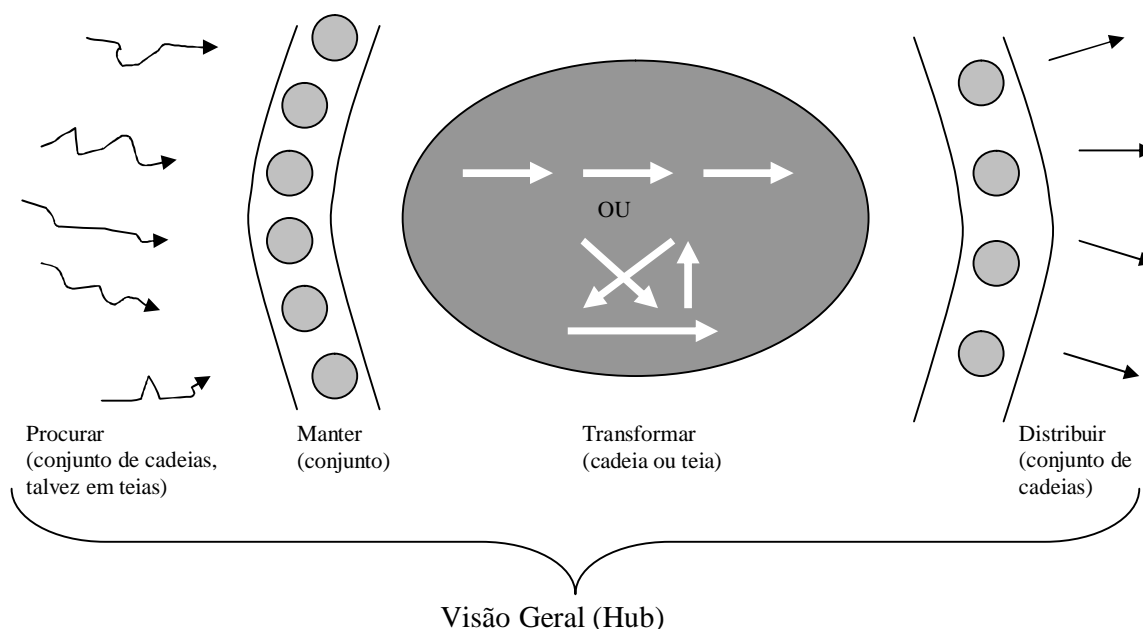 OU
Procurar
(conjunto de cadeias,
talvez em teias)
Manter
(conjunto)
Transformar
(cadeia ou teia)
Distribuir
(conjunto de
cadeias)
Visão Geral (Hub)